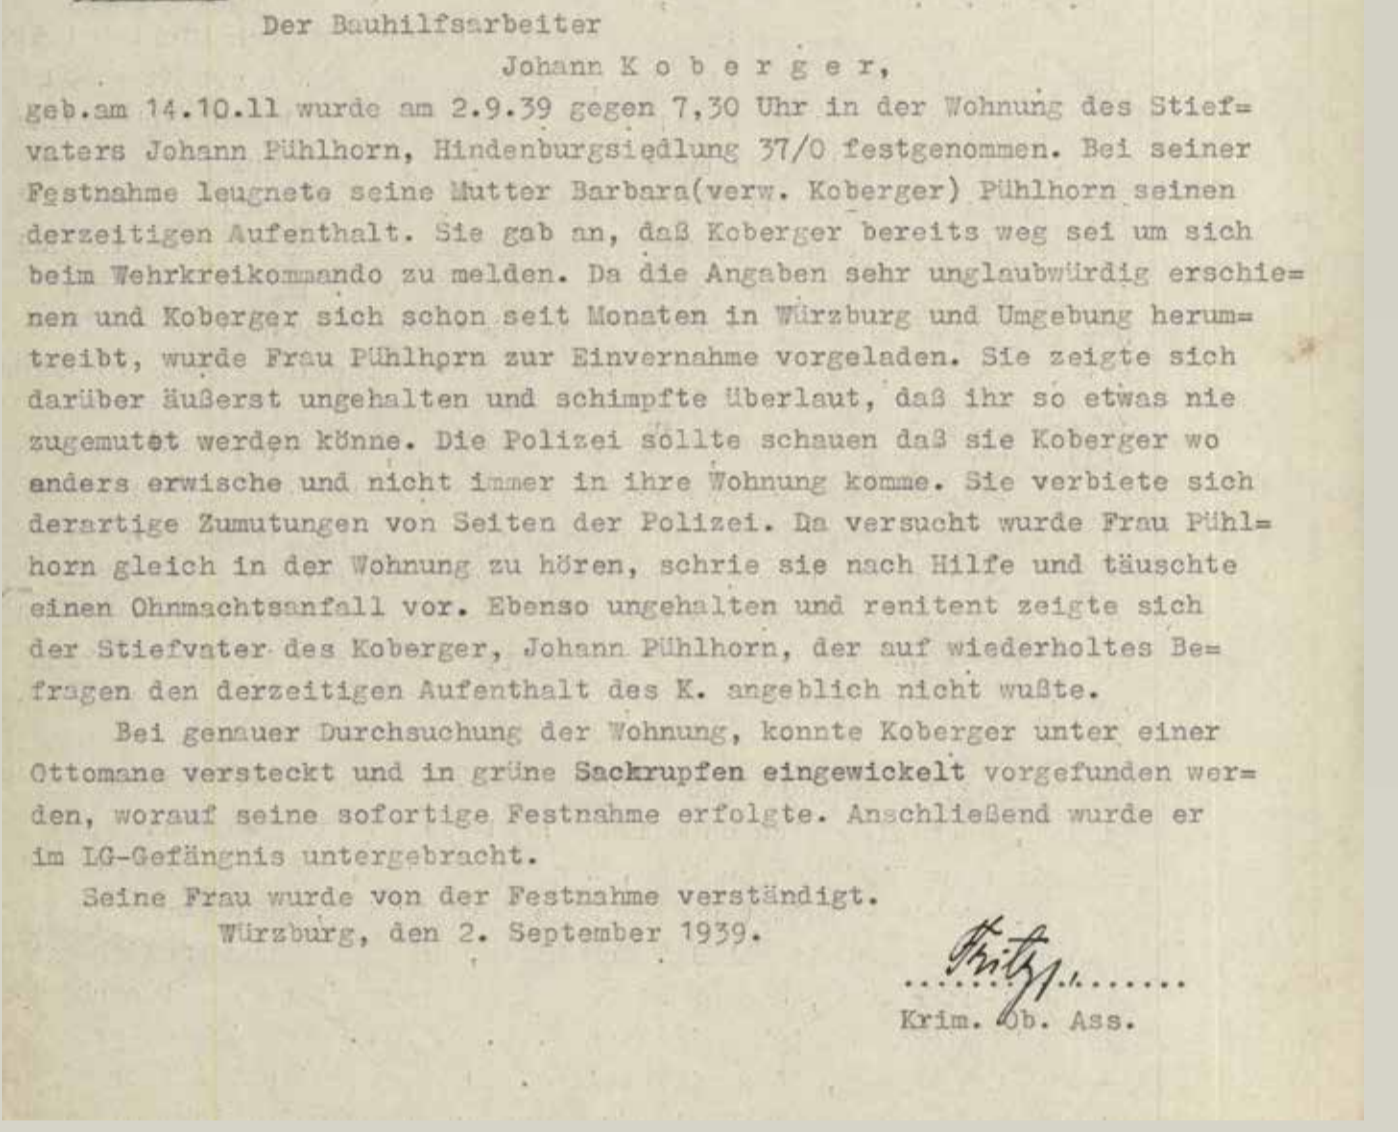 Der Bauhilfsarbeiter
Johann K o b e r g e r,
geb.am 14.10.11 wurde am 2.9.39 gegen 7,30 Uhr in der Wohnung des Stief=
vaters Johann Pühlhorn, Hindenburgsiedlung 37/0 festgenommen. Bei seiner
Festnahme leugnete seine Mutter Barbara(verw. Koberger) Pühlhorn seinen
derzeitigen Aufenthalt. Sie gab an, daß Koberger bereits weg sei um sich
beim Wehrkreikommando zu melden. Da die Angaben sehr unglaubwürdig erschie=
nen und Koberger sich schon seit Monaten in Würzburg und Umgebung herum=
treibt, wurde Frau Pühlhorn zur Einvernahme vorgeladen. Sie zeigte sich
darüber äußerst ungehalten und schimpfte überlaut, daß ihr so etwas nie
zugemutet werden könne. Die Polizei sollte schauen daß sie Koberger wo
anders erwische und nicht immer in ihre Wohnung komme. Sie verbiete sich
derartige Zumutungen von Seiten der Polizei. Da versucht wurde Frau Pühl=
horn gleich in der Wohnung zu hören, schrie sie nach Hilfe und täuschte
einen Ohnmachtsanfall vor. Ebenso ungehalten und renitent zeigte sich
der Stiefvater des Koberger, Johann Pühlhorn, der auf wiederholtes Be=
fragen den derzeitigen Aufenthalt des K. angeblich nicht wußte.
Bei genauer Durchsuchung der Wohnung, konnte Koberger unter einer
Ottomane versteckt und in grüne Sackrupfen eingewickelt vorgefunden wer=
den, worauf seine sofortige Festnahme erfolgte. Anschließend wurde er
im LG-Gefängnis untergebracht.
Seine Frau wurde von der Festnahme verständigt.
Würzburg, den 2. September 1939.
Fritz
Krim. Ob. Ass.